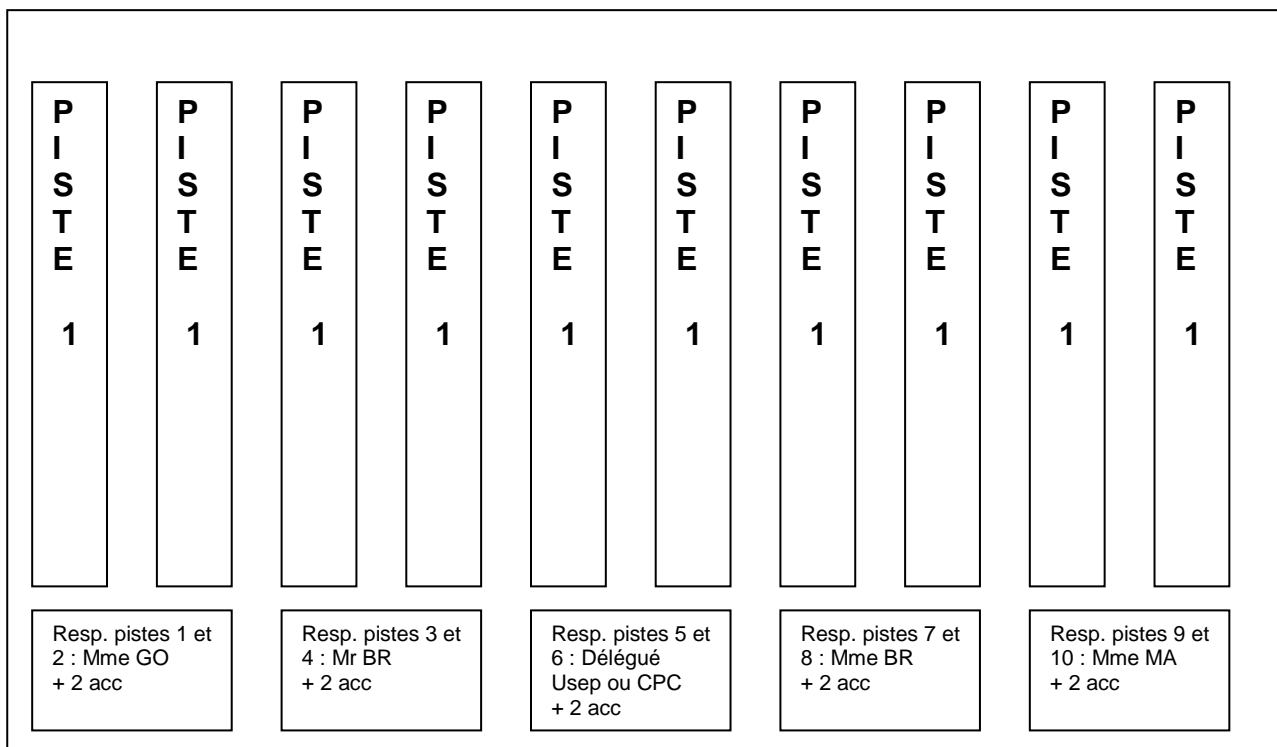 P
I
S
T
E
1
P
I
S
T
E
1
P
I
S
T
E
1
P
I
S
T
E
1
P
I
S
T
E
1
P
I
S
T
E
1
P
I
S
T
E
1
P
I
S
T
E
1
P
I
S
T
E
1
P
I
S
T
E
1
Resp. pistes 1 et
2 : Mme GO
+ 2 acc
Resp. pistes 3 et
4 : Mr BR
+ 2 acc
Resp. pistes 5 et
6 : Délégué
Usep ou CPC
+ 2 acc
Resp. pistes 7 et
8 : Mme BR
+ 2 acc
Resp. pistes 9 et
10 : Mme MA
+ 2 acc